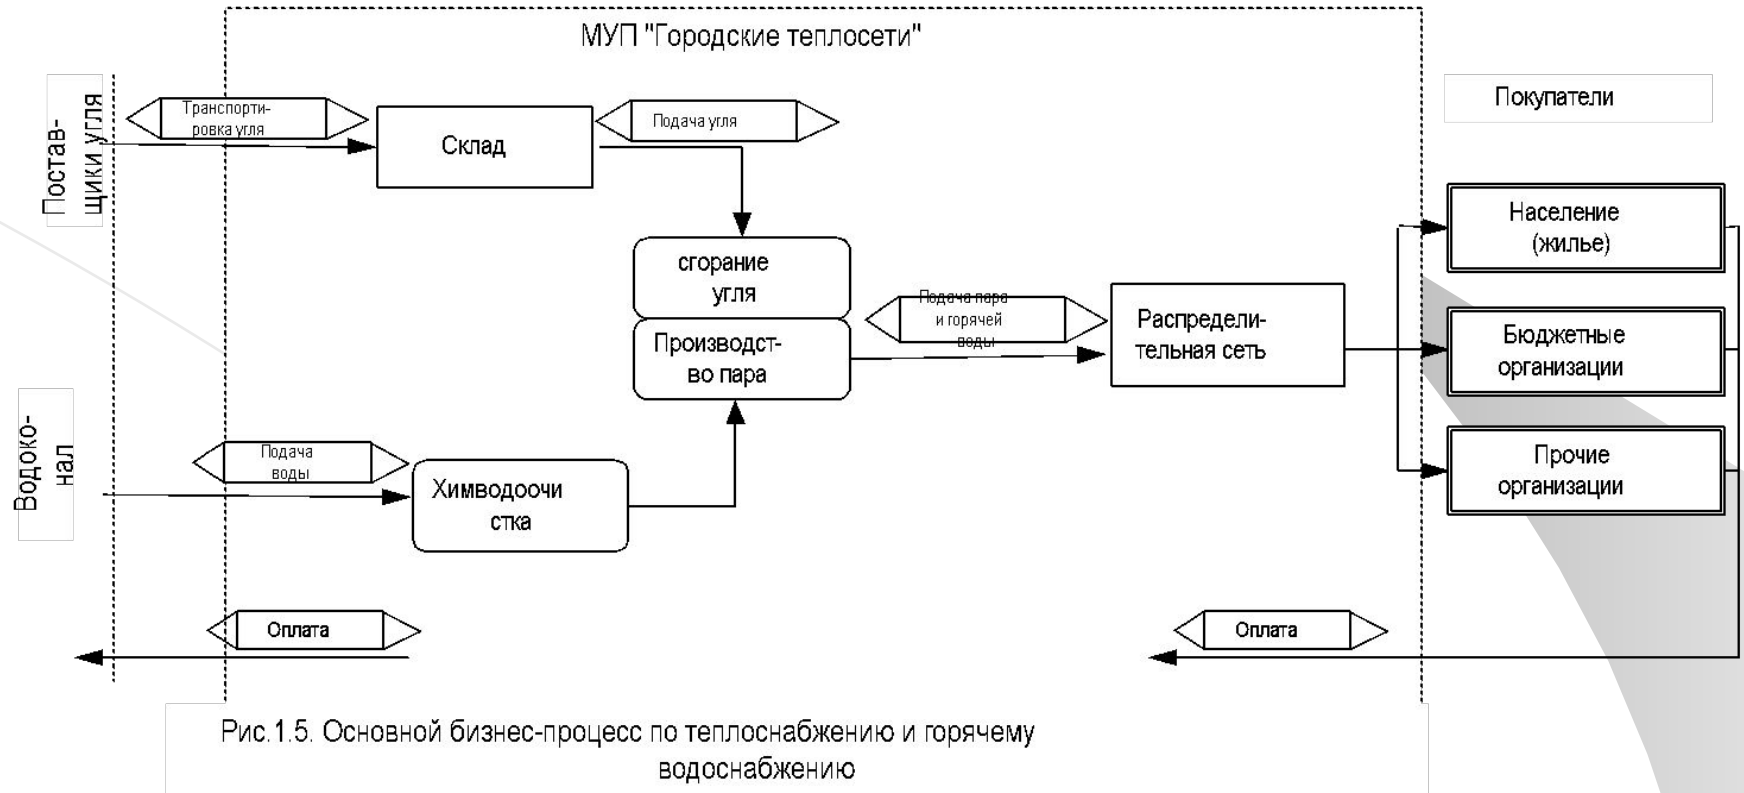 МУП "Городские теплосети"
Постав-
щики угля
Транспорти-
ровка угля
Склад
Подача угля
Покупатели
сгорание
угля
Производст-
во пара
Подача пара
и горячей
воды
Распредели-
тельная сеть
Население
(жилье)
Бюджетные
организации
Прочие
организации
Водоко-
нал
Подача
воды
Химводоочи
стка
Оплата
Оплата
Рис.1.5. Основной бизнес-процесс по теплоснабжению и горячему
водоснабжению